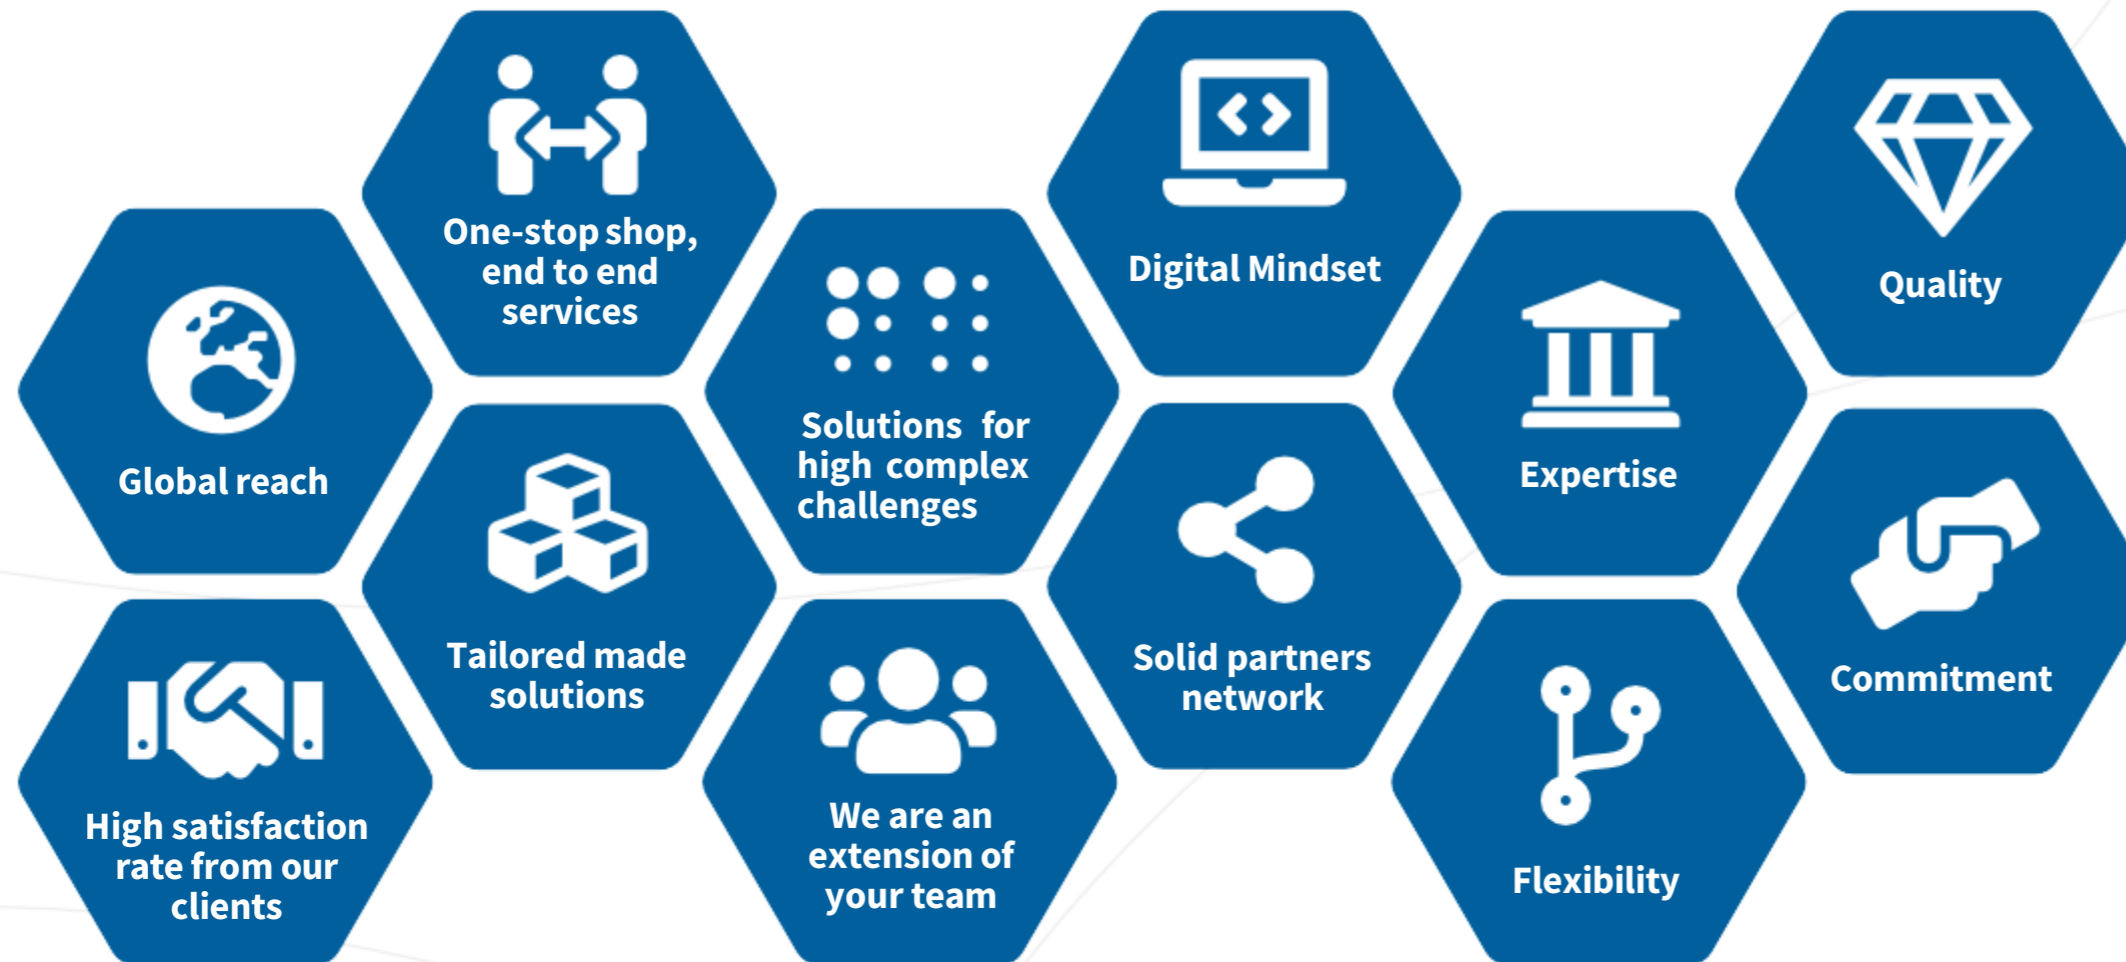 One-stop shop,
end to end
services
Digital Mindset
Quality
Global reach
Solutions for
high complex
challenges
Expertise
Tailored made
solutions
Solid partners
network
Commitment
High satisfaction
rate from our
clients
We are an
extension of
your team
Flexibility